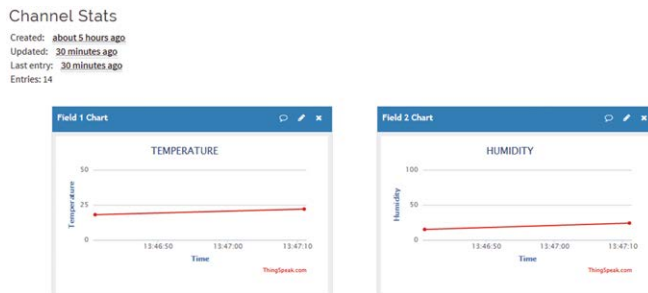 Channel Stats
Created: about 5 hours ago
Updated: 30 minutes ago
Last entry: 30 minutes ago
Entries: 14
Field 1 Chart
TEMPERATURE
50
25
0
Temperature
13:46:50 13:47:00 13:47:10
Time
ThingSpeak.com
Field 2 Chart
HUMIDITY
100
50
0
Humidity
13:46:50 13:47:00 13:47:10
Time
ThingSpeak.com